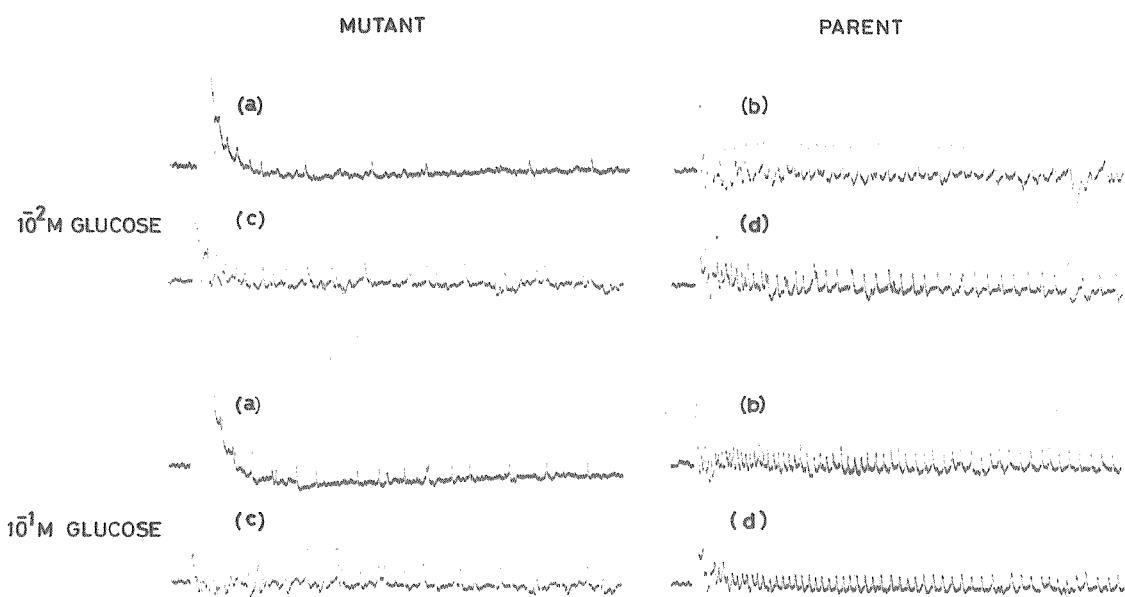 MUTANT PARENT
(a) (b)
10̄²M GLUCOSE (c) (d)
(a) (b)
10̄¹M GLUCOSE (c) (d)